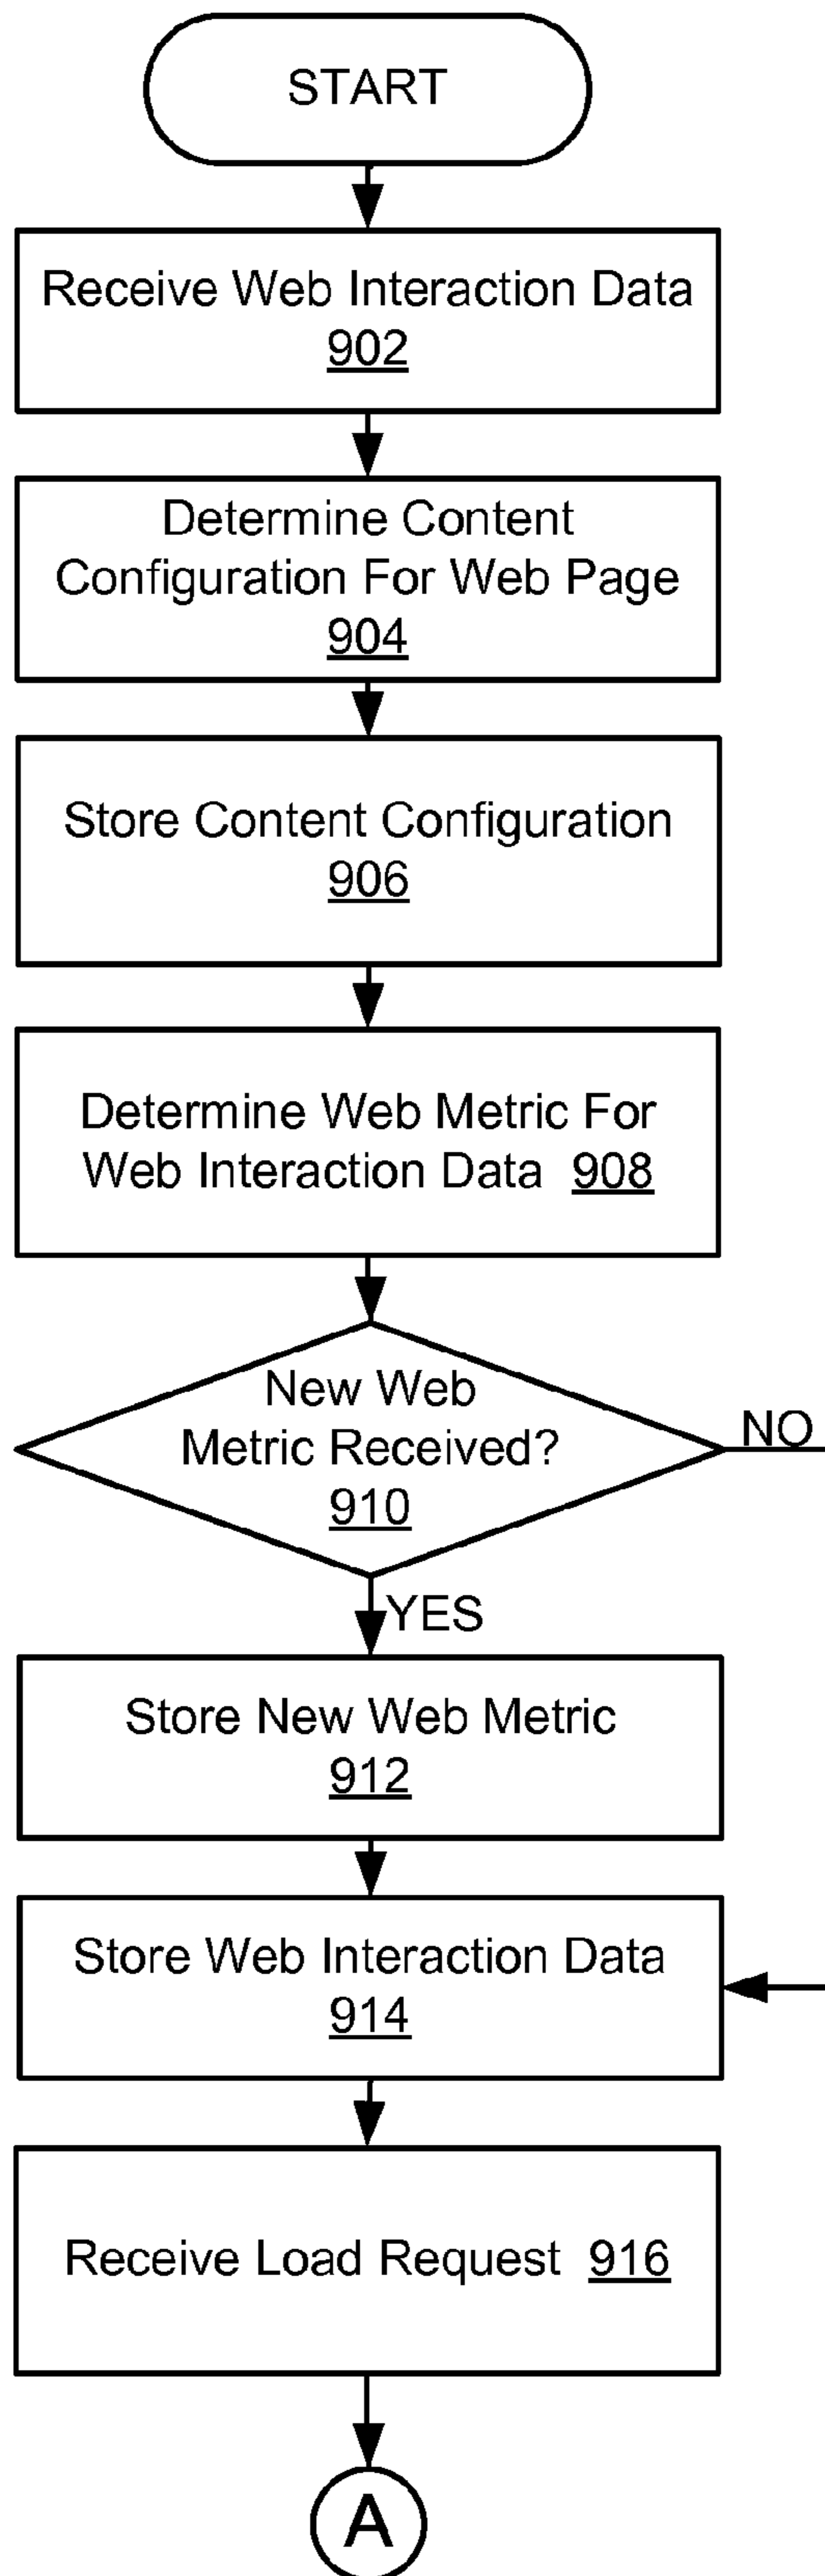 START
Receive Web Interaction Data
902
Determine Content
Configuration For Web Page
904
Store Content Configuration
906
Determine Web Metric For
Web Interaction Data 908
New Web
Metric Received?
910
NO
YES
Store New Web Metric
912
Store Web Interaction Data
914
Receive Load Request 916
A